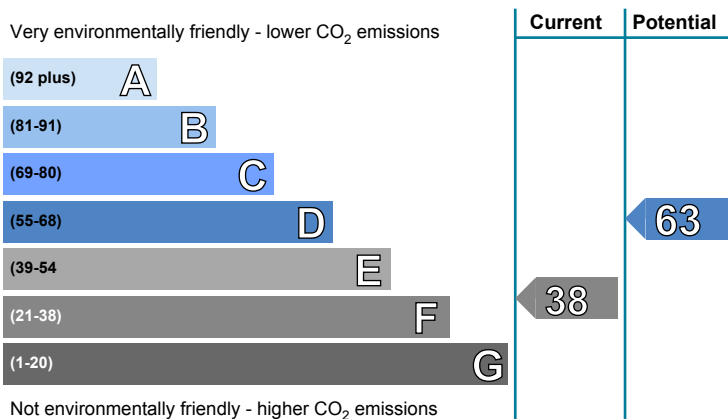 Current Potential
Very environmentally friendly - lower CO2 emissions
(92 plus) A
(81-91) B
(69-80) C
(55-68) D
63
(39-54 E
38
(21-38) F
(1-20) G
Not environmentally friendly - higher CO2 emissions